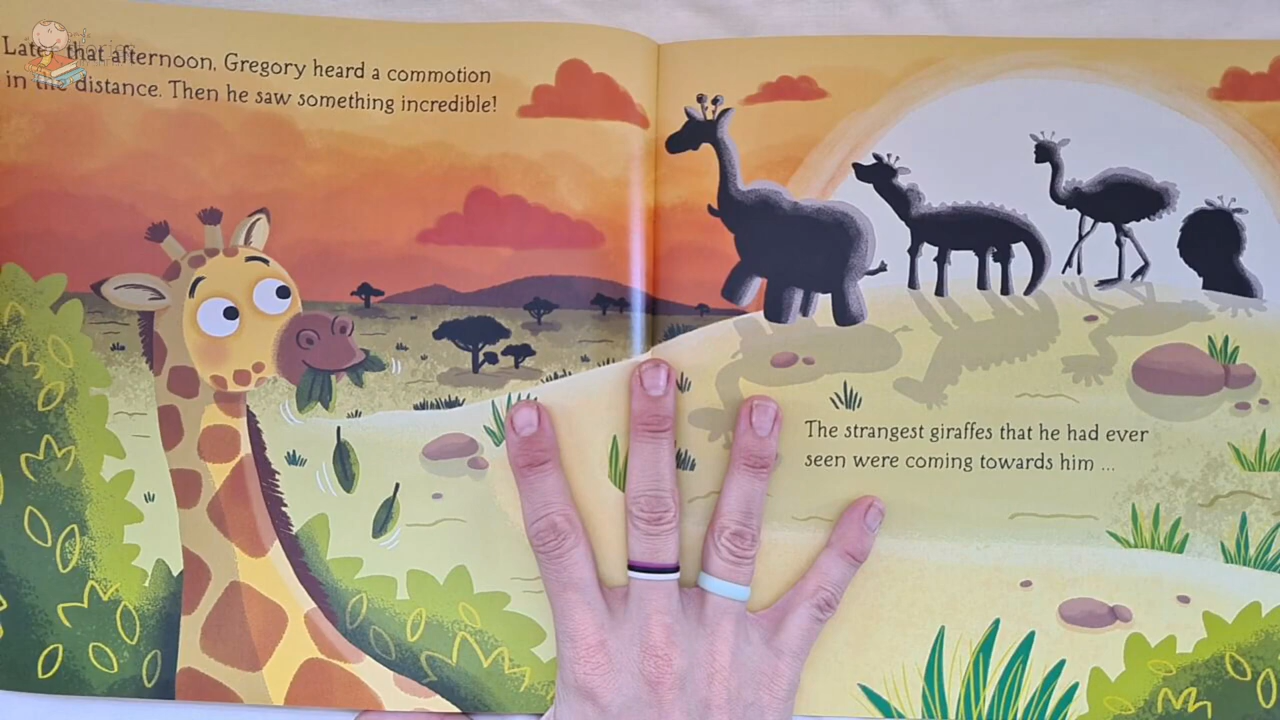 Later that afternoon, Gregory heard a commotion
in the distance. Then he saw something incredible!
The strangest giraffes that he had ever
seen were coming towards him ...